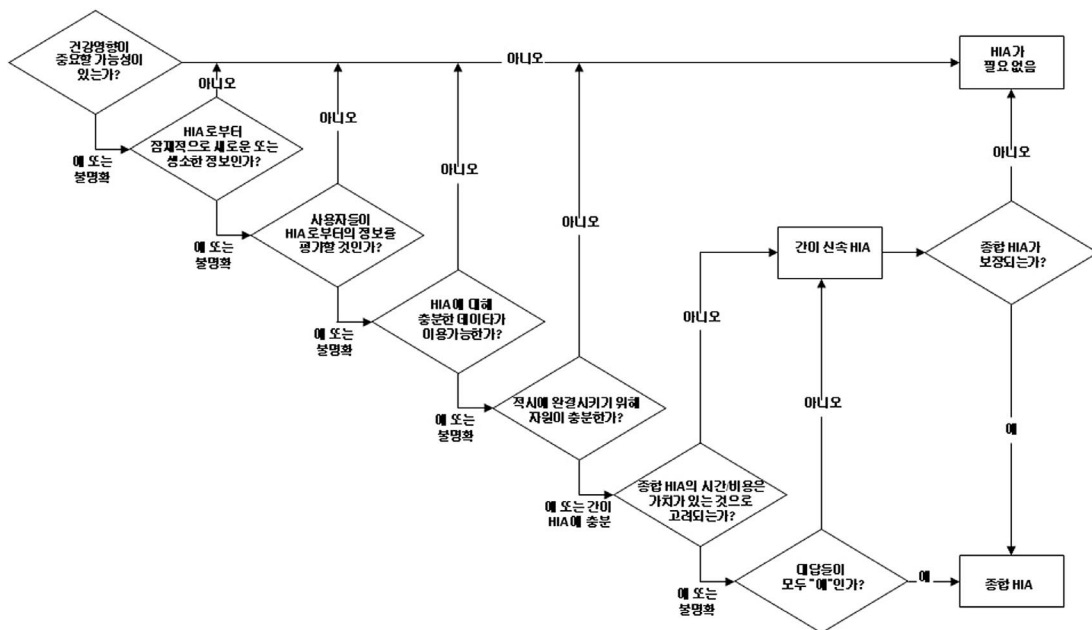 건강영향이
중요할 가능성이
있는가?
아니오
HIA가
필요 없음
예 또는
불명확
아니오
HIA로부터
잠재적으로 새로운 또는
생소한 정보인가?
예 또는
불명확
아니오
사용자들이
HIA로부터의 정보를
평가할 것인가?
예 또는
불명확
아니오
HIA에 대해
충분한 데이타가
이용가능한가?
예 또는
불명확
아니오
적시에 완결시키기 위해
자원이 충분한가?
예 또는 간이
HIA에 충분
아니오
종합 HIA의 시간/비용은
가치가 있는 것으로
고려되는가?
예 또는
불명확
아니오
대답들이
모두 "예"인가?
예
간이 신속 HIA
종합 HIA가
보장되는가?
아니오
예
종합 HIA